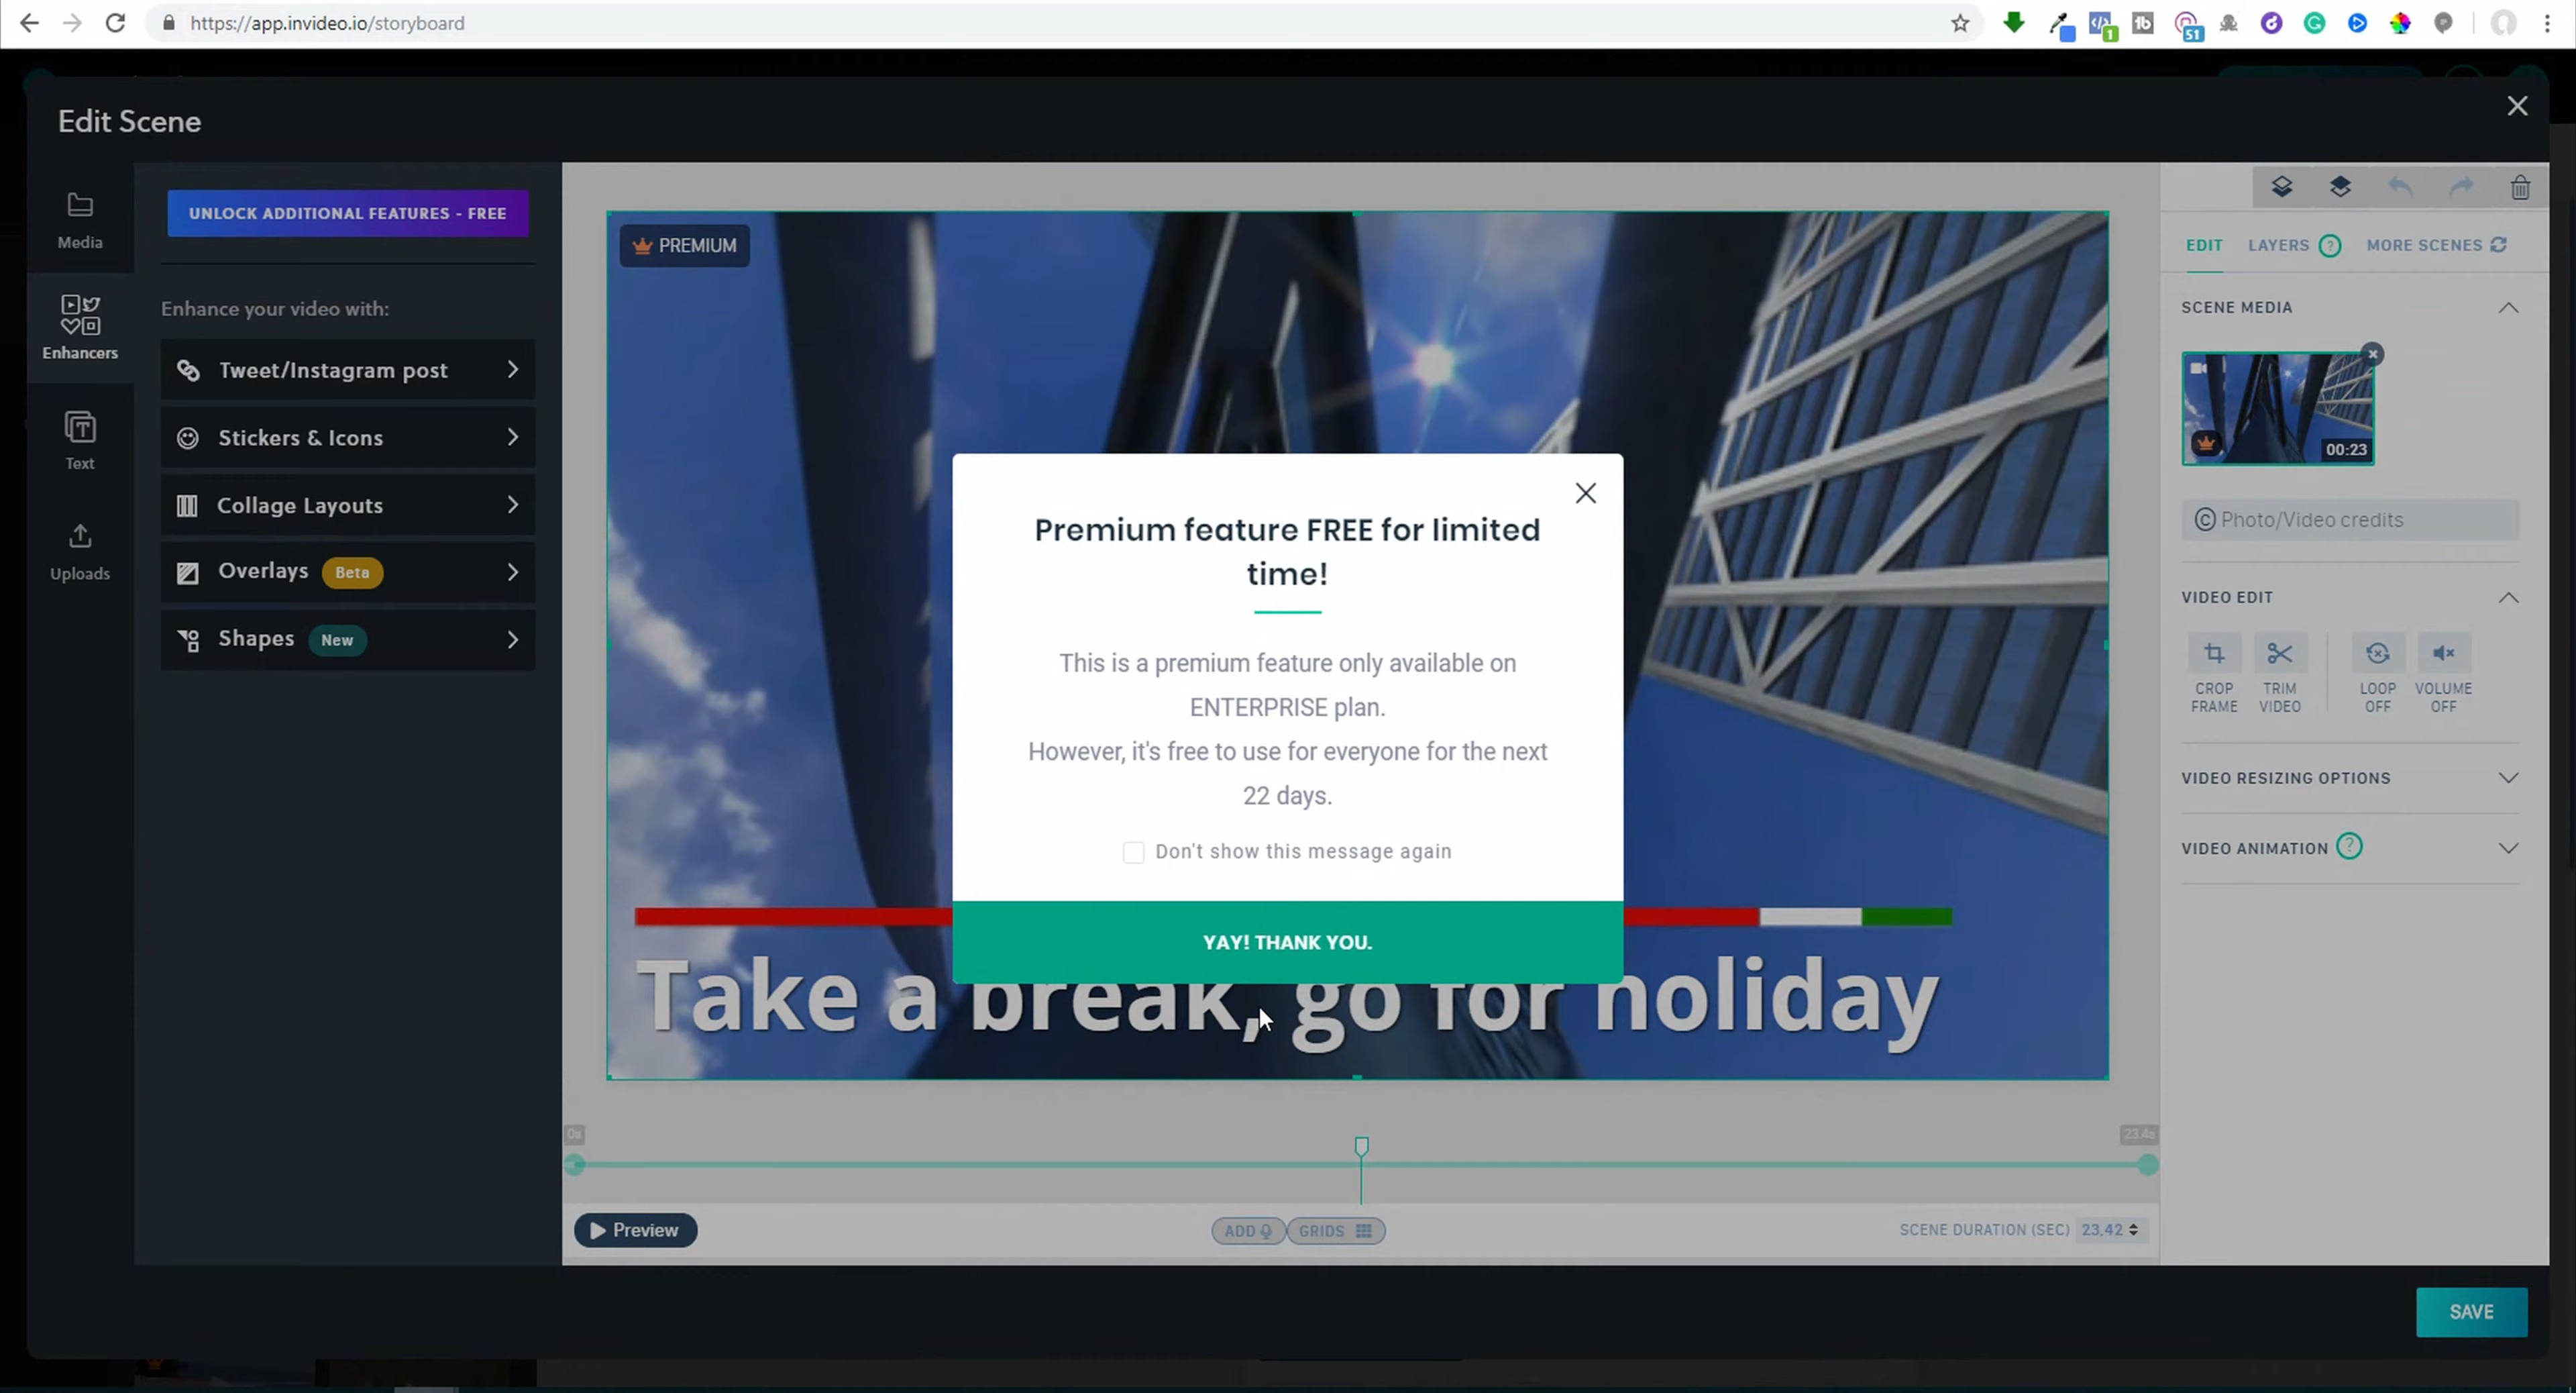 https://app.invideo.io/storyboard
1
51
Edit Scene
Media
Enhancers
Text
Uploads
UNLOCK ADDITIONAL FEATURES - FREE
Enhance your video with:
Tweet/Instagram post
Stickers & Icons
Collage Layouts
Overlays Beta
Shapes New
PREMIUM
Premium feature FREE for limited
time!
This is a premium feature only available on
ENTERPRISE plan.
However, it's free to use for everyone for the next
22 days.
Don't show this message again
YAY! THANK YOU.
Take a break, go for holiday
0s
23.4s
Preview
ADD
GRIDS
SCENE DURATION (SEC) 23,42
EDIT
LAYERS ?
MORE SCENES
SCENE MEDIA
00:23
© Photo/Video credits
VIDEO EDIT
CROP FRAME
TRIM VIDEO
LOOP OFF
VOLUME OFF
VIDEO RESIZING OPTIONS
VIDEO ANIMATION ?
SAVE